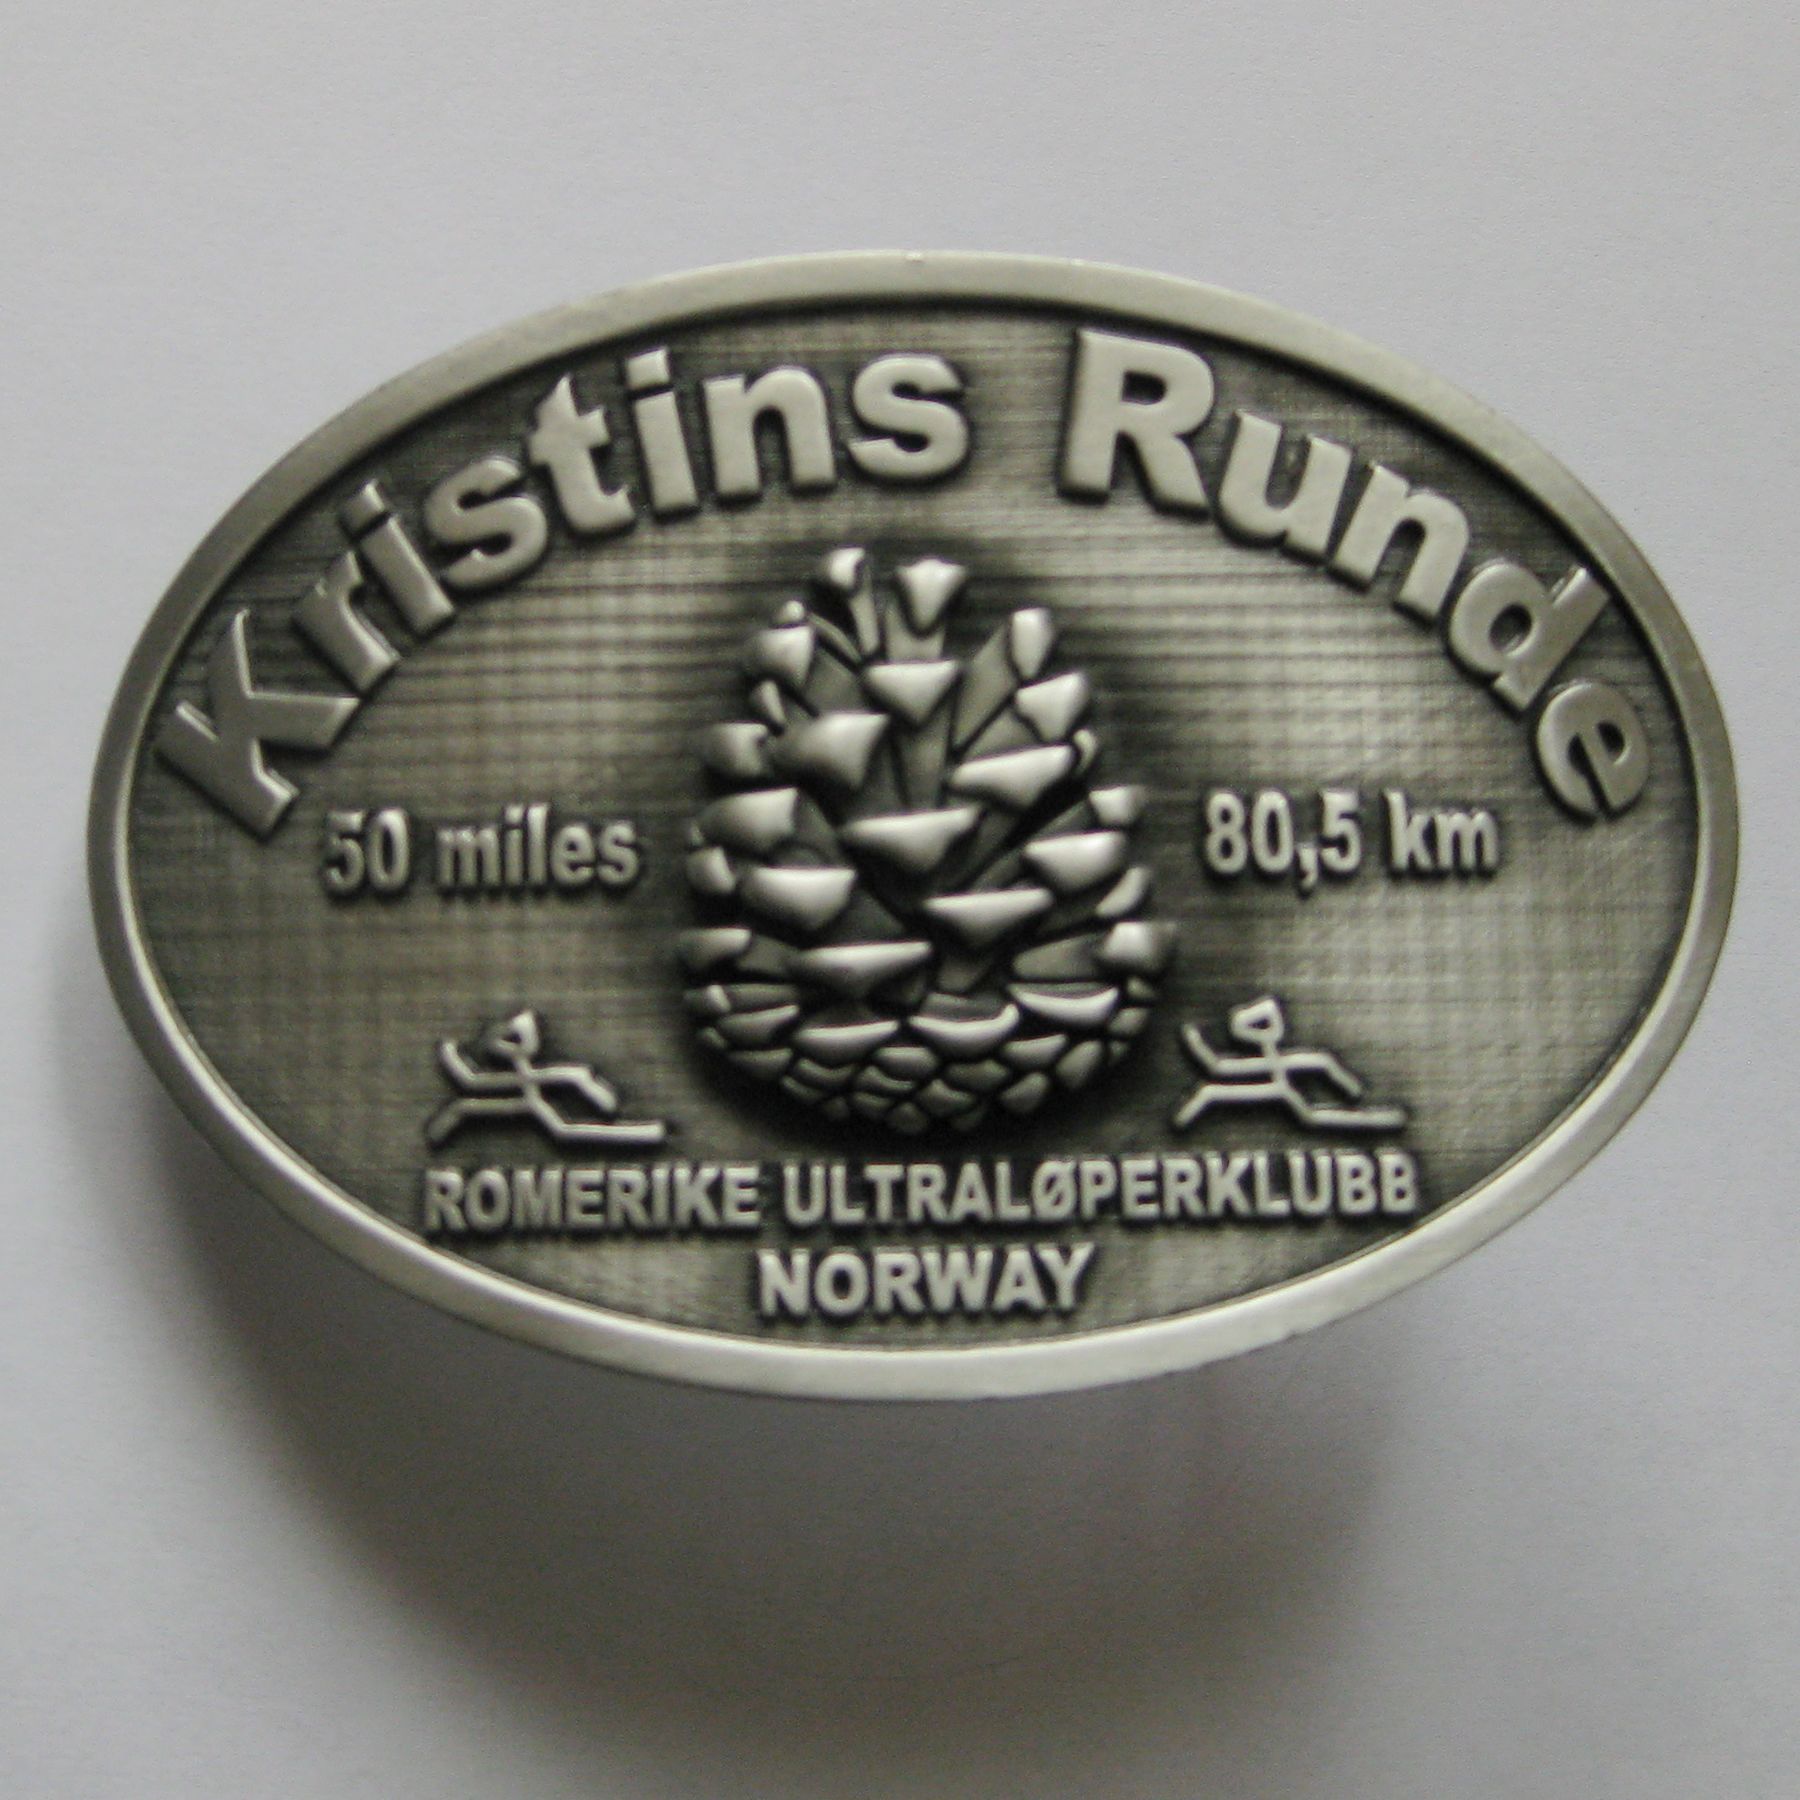 Kristins Runde
50 miles
80,5 km
ROMERIKE ULTRALØPERKLUBB
NORWAY